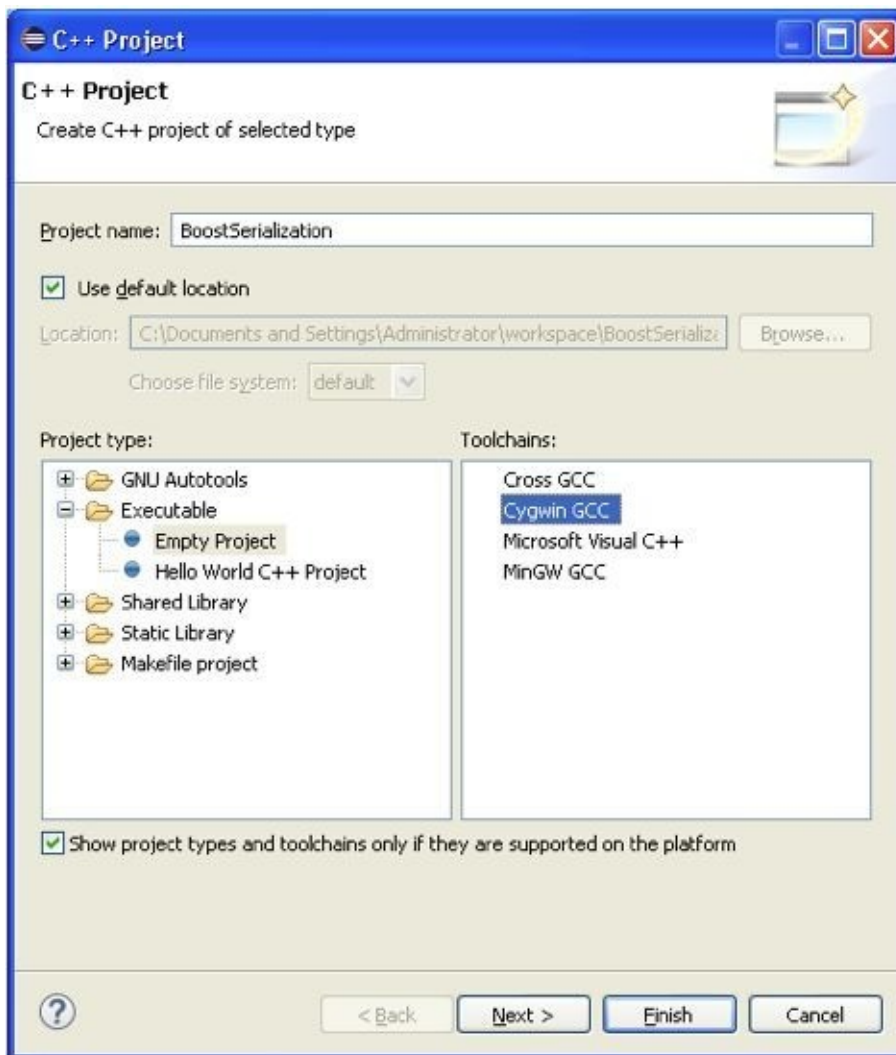 C++ Project
C++ Project
Create C++ project of selected type
Project name: BoostSerialization
Use default location
Location: C:\Documents and Settings\Administrator\workspace\BoostSerializa Browse...
Choose file system: default
Project type:
GNU Autotools
Executable
Empty Project
Hello World C++ Project
Shared Library
Static Library
Makefile project
Toolchains:
Cross GCC
Cygwin GCC
Microsoft Visual C++
MinGW GCC
Show project types and toolchains only if they are supported on the platform
? < Back Next > Finish Cancel